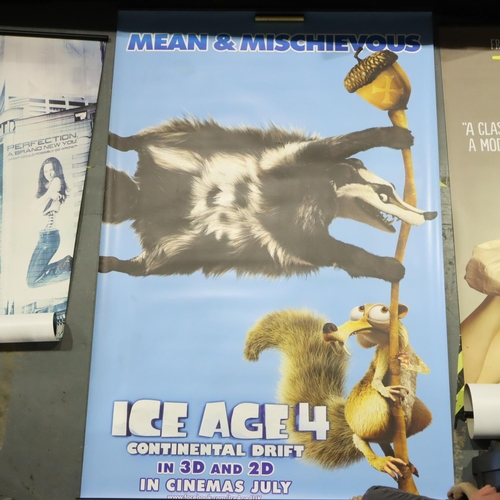 MEAN & MISCHIEVOUS
PERFECTION
A BRAND NEW YOU
"A CLAS
A MOI
ICE AGE 4
CONTINENTAL DRIFT
IN 3D AND 2D
IN CINEMAS JULY